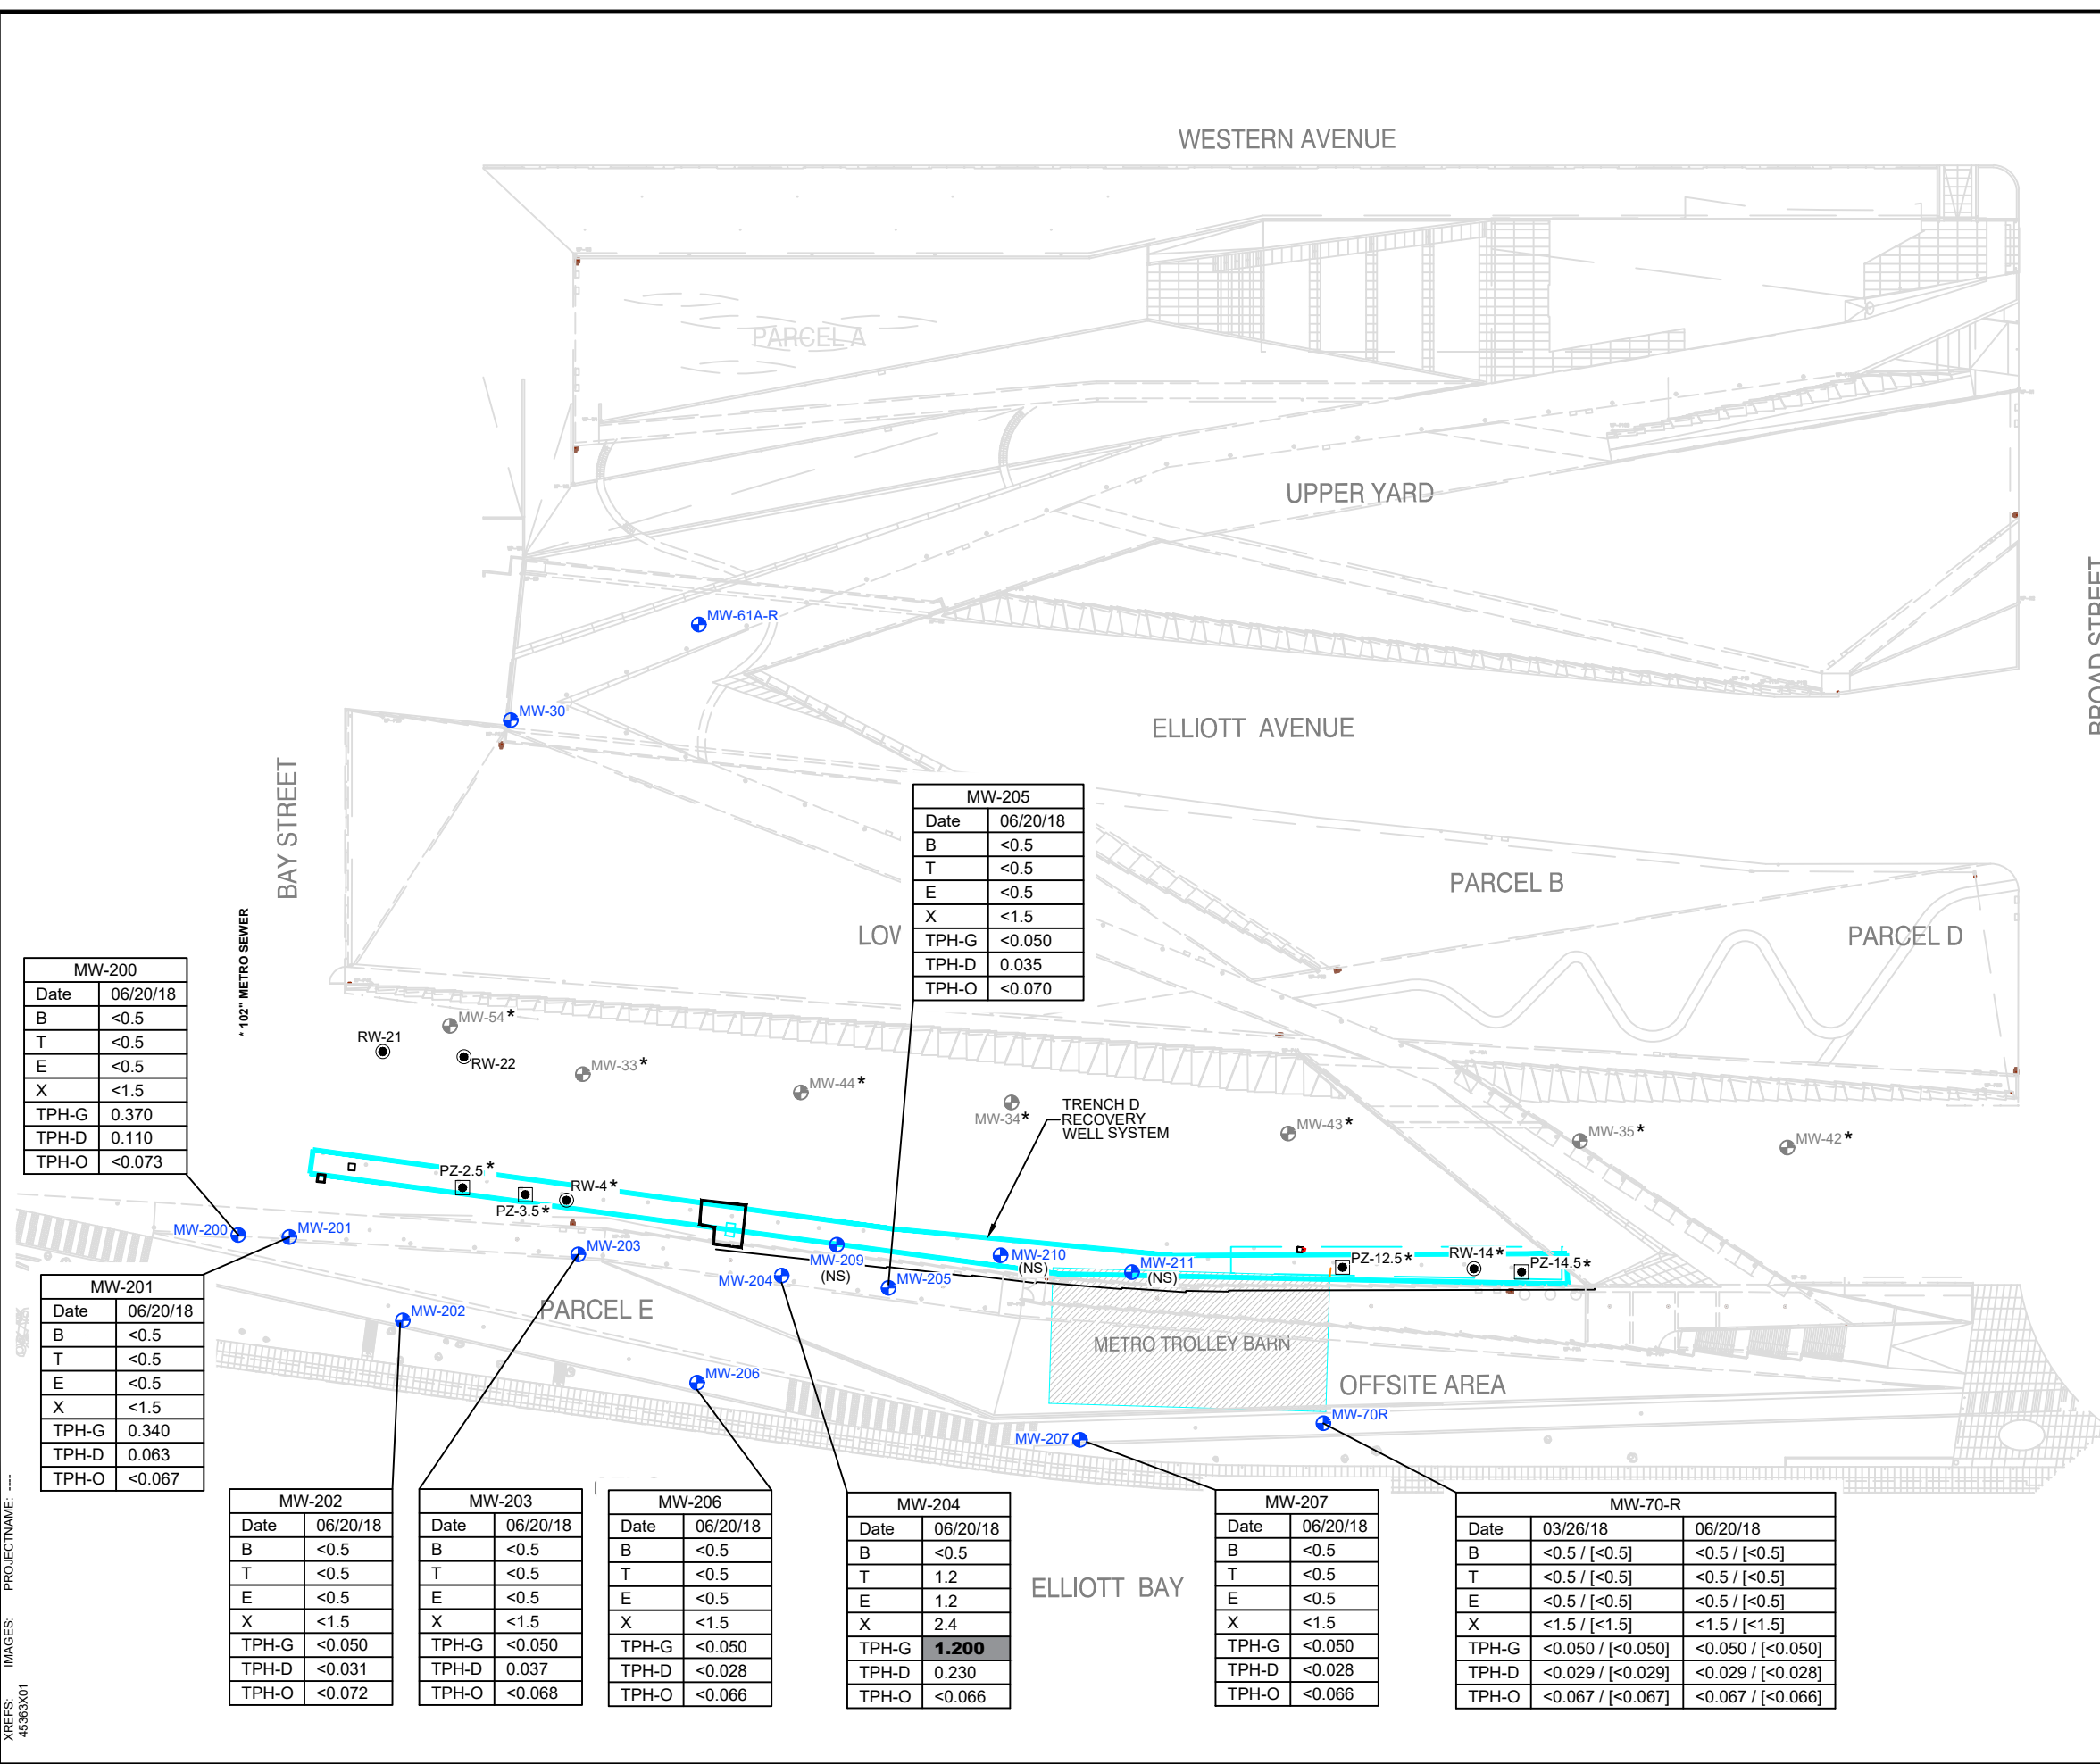 WESTERN AVENUE
PARCEL A
UPPER YARD
BROAD STREET
MW-61A-R
MW-30
ELLIOTT AVENUE
BAY STREET
MW-205
Date 06/20/18
B <0.5
T <0.5
E <0.5
X <1.5
TPH-G <0.050
TPH-D 0.035
TPH-O <0.070
PARCEL B
PARCEL D
LOW
* 102" METRO SEWER
MW-200
Date 06/20/18
B <0.5
T <0.5
E <0.5
X <1.5
TPH-G 0.370
TPH-D 0.110
TPH-O <0.073
MW-54*
RW-21
RW-22
MW-33*
MW-44*
MW-34*
TRENCH D
RECOVERY
WELL SYSTEM
MW-43*
MW-35*
MW-42*
PZ-2.5*
RW-4*
PZ-3.5*
MW-200
MW-201
MW-203
MW-209
(NS)
MW-210
(NS)
MW-211
(NS)
PZ-12.5*
RW-14*
PZ-14.5*
MW-204
MW-205
MW-202
PARCEL E
METRO TROLLEY BARN
MW-206
OFFSITE AREA
MW-70R
MW-207
MW-201
Date 06/20/18
B <0.5
T <0.5
E <0.5
X <1.5
TPH-G 0.340
TPH-D 0.063
TPH-O <0.067
MW-202
Date 06/20/18
B <0.5
T <0.5
E <0.5
X <1.5
TPH-G <0.050
TPH-D <0.031
TPH-O <0.072
MW-203
Date 06/20/18
B <0.5
T <0.5
E <0.5
X <1.5
TPH-G <0.050
TPH-D 0.037
TPH-O <0.068
MW-206
Date 06/20/18
B <0.5
T <0.5
E <0.5
X <1.5
TPH-G <0.050
TPH-D <0.028
TPH-O <0.066
MW-204
Date 06/20/18
B <0.5
T 1.2
E 1.2
X 2.4
TPH-G 1.200
TPH-D 0.230
TPH-O <0.066
ELLIOTT BAY
MW-207
Date 06/20/18
B <0.5
T <0.5
E <0.5
X <1.5
TPH-G <0.050
TPH-D <0.028
TPH-O <0.066
MW-70-R
Date 03/26/18 06/20/18
B <0.5 / [<0.5] <0.5 / [<0.5]
T <0.5 / [<0.5] <0.5 / [<0.5]
E <0.5 / [<0.5] <0.5 / [<0.5]
X <1.5 / [<1.5] <1.5 / [<1.5]
TPH-G <0.050 / [<0.050] <0.050 / [<0.050]
TPH-D <0.029 / [<0.029] <0.029 / [<0.028]
TPH-O <0.067 / [<0.067] <0.067 / [<0.066]
XREFS: IMAGES: PROJECTNAME: ----
45363X01